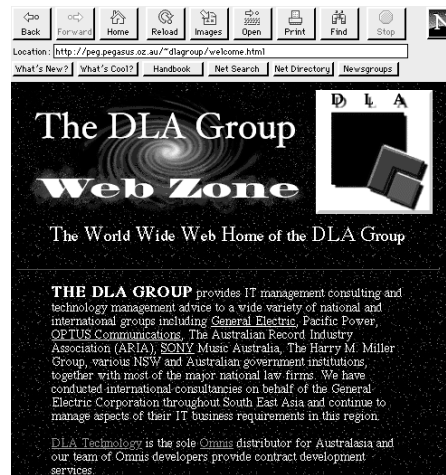 Back Forward Home Reload Images Open Print Find Stop N
Location: http://peg.pegasus.oz.au/~dlagroup/welcome.html
What's New? What's Cool? Handbook Net Search Net Directory Newsgroups
D L A
The DLA Group
Web Zone
The World Wide Web Home of the DLA Group
THE DLA GROUP provides IT management consulting and
technology management advice to a wide variety of national and
international groups including General Electric, Pacific Power,
OPTUS Communications, The Australian Record Industry
Association (ARIA), SONY Music Australia, The Harry M. Miller
Group, various NSW and Australian government institutions,
together with most of the major national law firms. We have
conducted international consultancies on behalf of the General
Electric Corporation throughout South East Asia and continue to
manage aspects of their IT business requirements in this region.
DLA Technology is the sole Omnis distributor for Australasia and
our team of Omnis developers provide contract development
services.